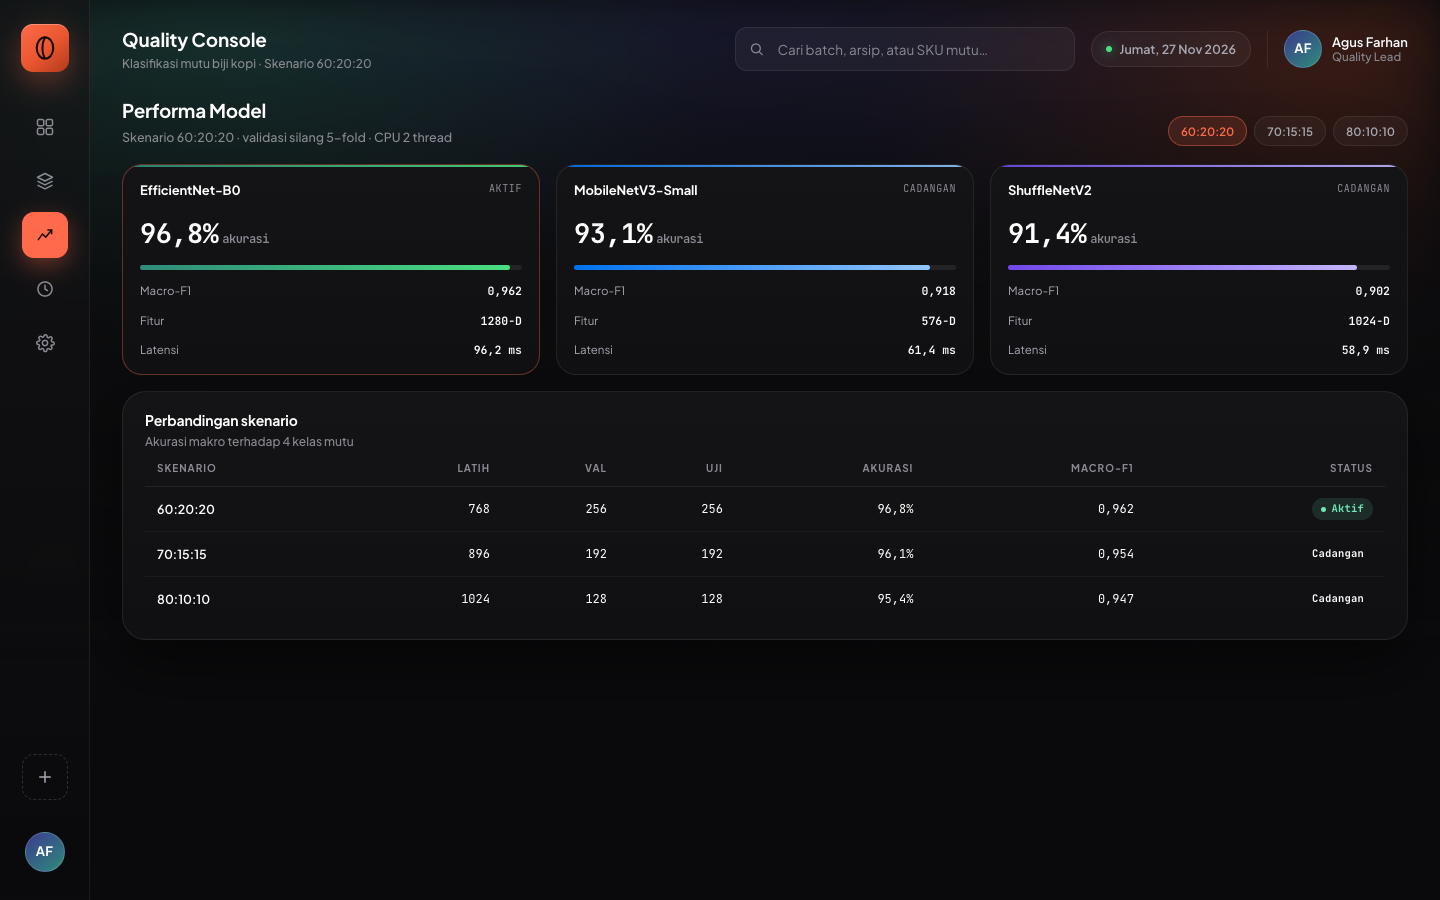 Quality Console
Klasifikasi mutu biji kopi · Skenario 60:20:20
Cari batch, arsip, atau SKU mutu...
Jumat, 27 Nov 2026
AF
Agus Farhan
Quality Lead
Performa Model
Skenario 60:20:20 · validasi silang 5-fold · CPU 2 thread
60:20:20
70:15:15
80:10:10
EfficientNet-B0
AKTIF
96,8% akurasi
Macro-F1 0,962
Fitur 1280-D
Latensi 96,2 ms
MobileNetV3-Small
CADANGAN
93,1% akurasi
Macro-F1 0,918
Fitur 576-D
Latensi 61,4 ms
ShuffleNetV2
CADANGAN
91,4% akurasi
Macro-F1 0,902
Fitur 1024-D
Latensi 58,9 ms
Perbandingan skenario
Akurasi makro terhadap 4 kelas mutu
SKENARIO LATIH VAL UJI AKURASI MACRO-F1 STATUS
60:20:20 768 256 256 96,8% 0,962 Aktif
70:15:15 896 192 192 96,1% 0,954 Cadangan
80:10:10 1024 128 128 95,4% 0,947 Cadangan
AF